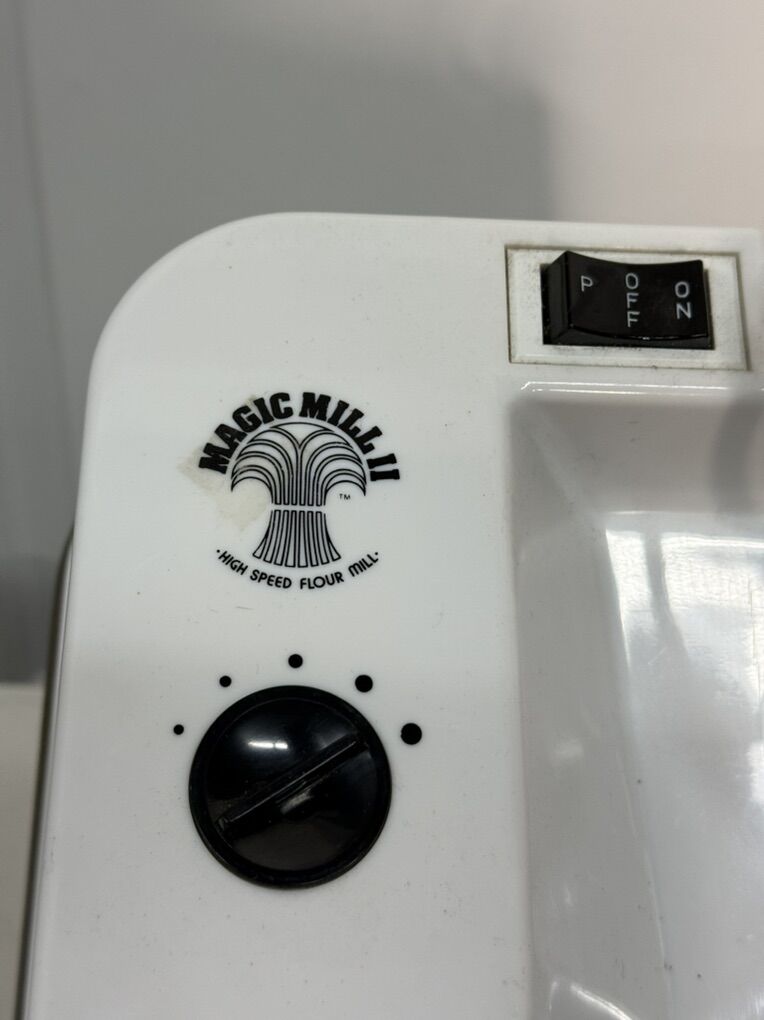 P OFF ON
MAGIC MILL II
TM
·HIGH SPEED FLOUR MILL·